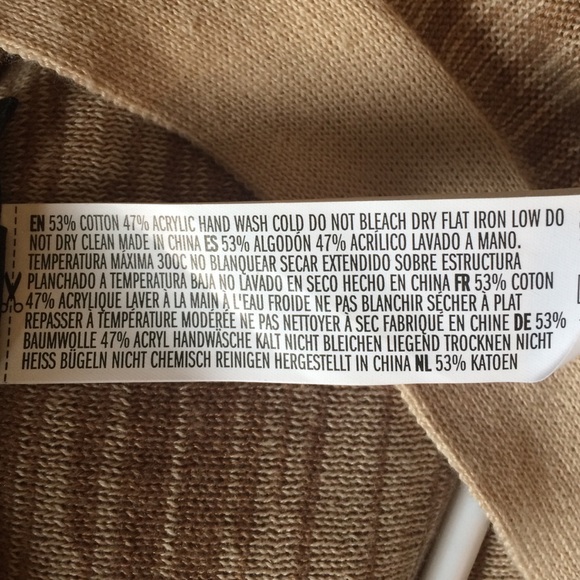 EN 53% COTTON 47% ACRYLIC HAND WASH COLD DO NOT BLEACH DRY FLAT IRON LOW DO
NOT DRY CLEAN MADE IN CHINA ES 53% ALGODÓN 47% ACRÍLICO LAVADO A MANO.
TEMPERATURA MÁXIMA 300C NO BLANQUEAR SECAR EXTENDIDO SOBRE ESTRUCTURA
PLANCHADO A TEMPERATURA BAJA NO LAVADO EN SECO HECHO EN CHINA FR 53% COTON
47% ACRYLIQUE LAVER À LA MAIN À L'EAU FROIDE NE PAS BLANCHIR SÉCHER À PLAT
REPASSER À TEMPÉRATURE MODÉRÉE NE PAS NETTOYER À SEC FABRIQUÉ EN CHINE DE 53%
BAUMWOLLE 47% ACRYL HANDWÄSCHE KALT NICHT BLEICHEN LIEGEND TROCKNEN NICHT
HEISS BÜGELN NICHT CHEMISCH REINIGEN HERGESTELLT IN CHINA NL 53% KATOEN